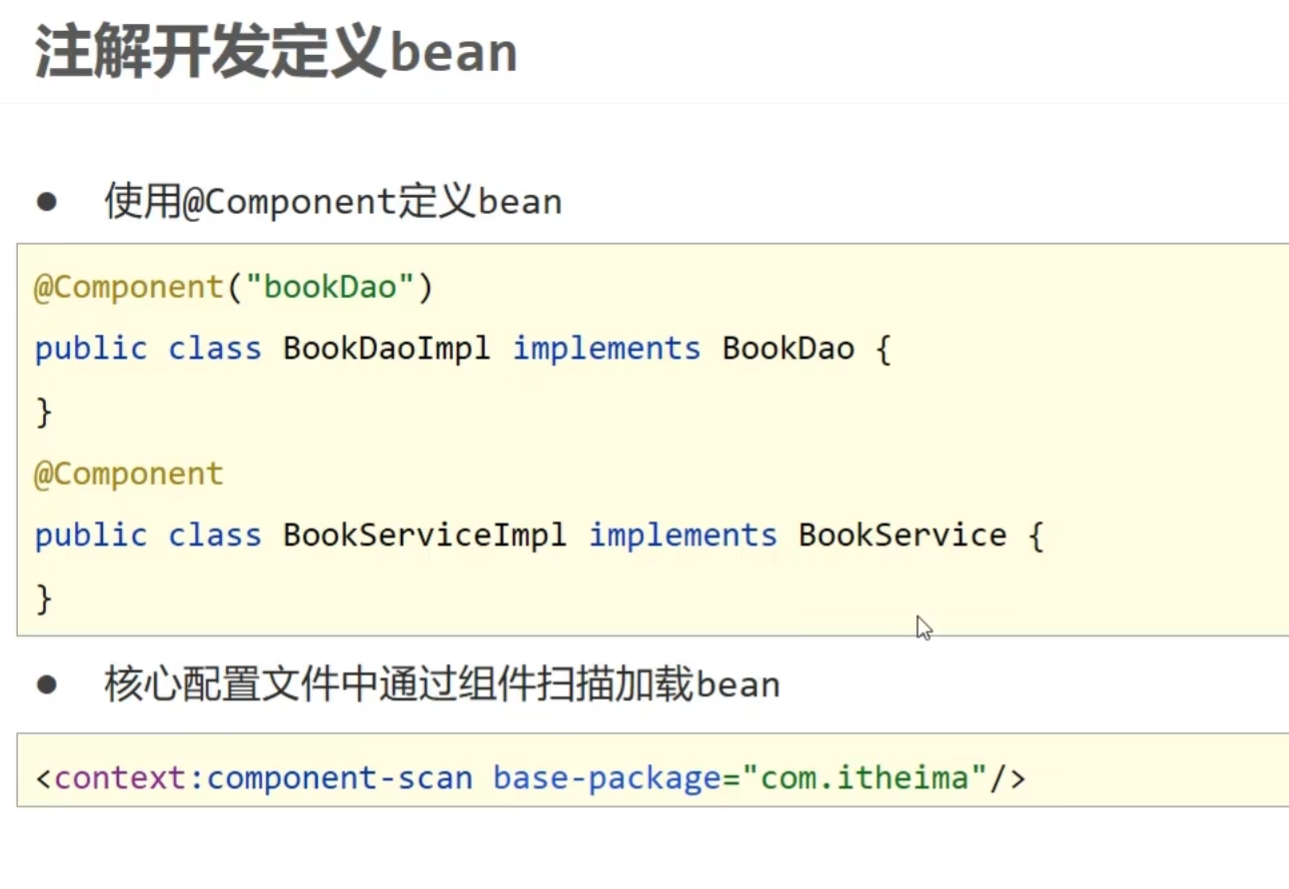 注解开发定义bean
● 使用@Component定义bean
@Component("bookDao")
public class BookDaoImpl implements BookDao {
}
@Component
public class BookServiceImpl implements BookService {
}
● 核心配置文件中通过组件扫描加载bean
<context:component-scan base-package="com.itheima"/>